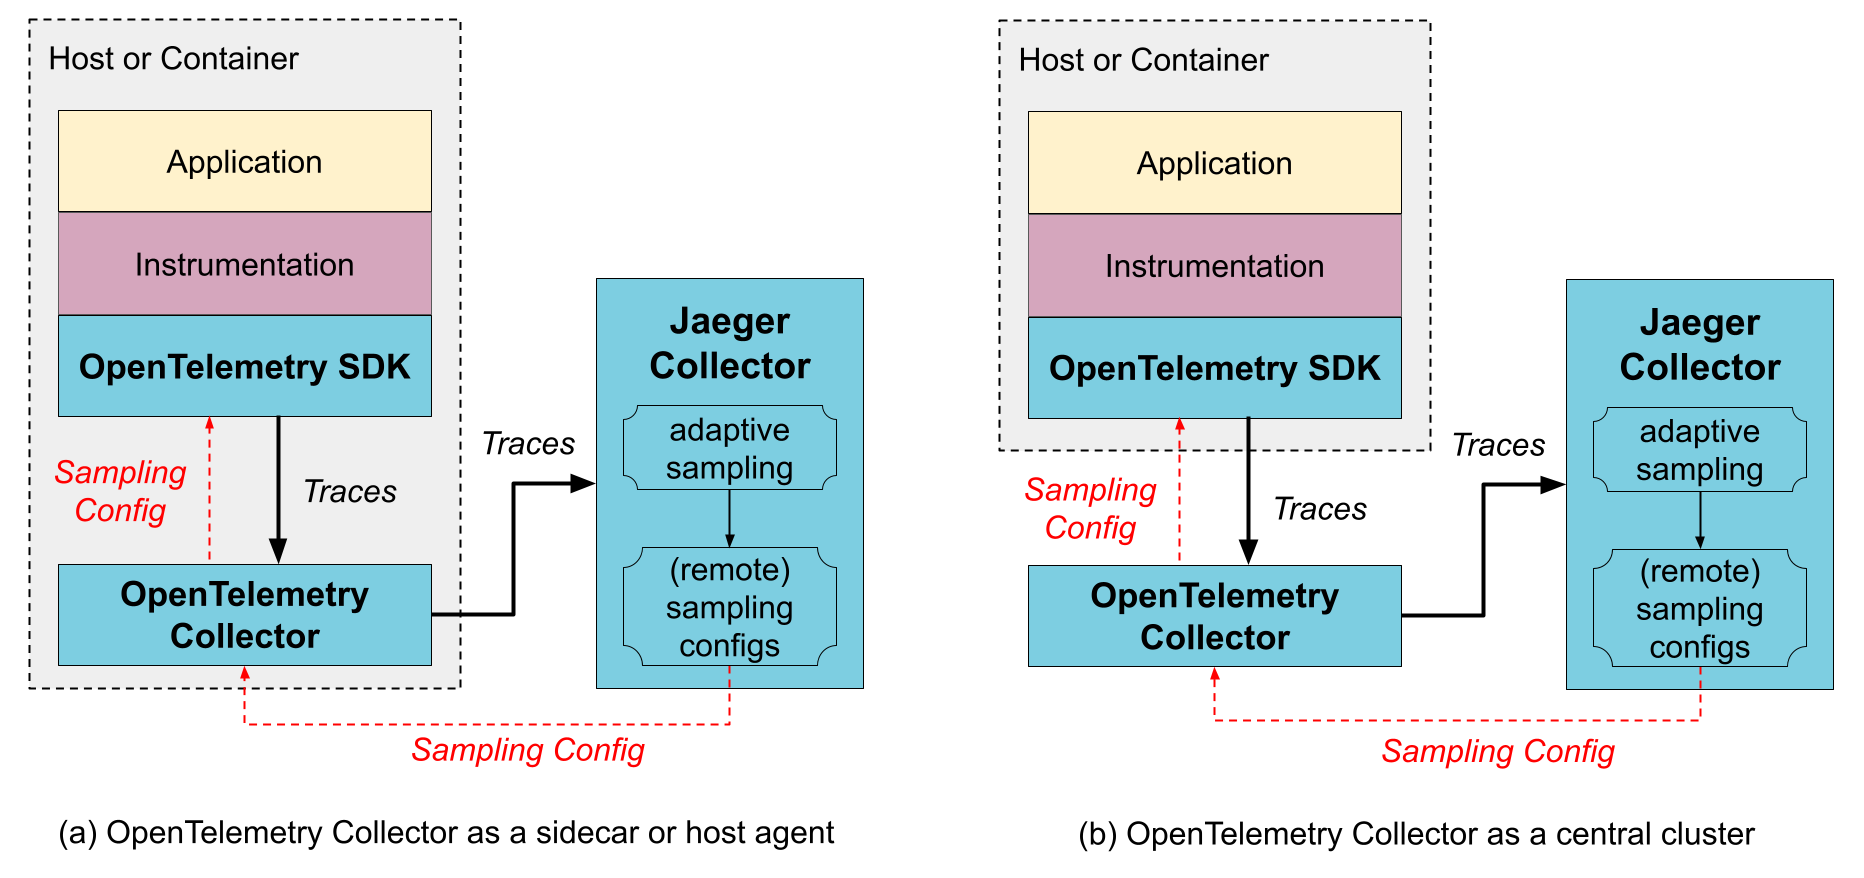 Host or Container
Application
Instrumentation
OpenTelemetry SDK
Sampling
Config
Traces
OpenTelemetry
Collector
Traces
Jaeger
Collector
adaptive
sampling
(remote)
sampling
configs
Sampling Config
(a) OpenTelemetry Collector as a sidecar or host agent
Host or Container
Application
Instrumentation
OpenTelemetry SDK
Sampling
Config
Traces
OpenTelemetry
Collector
Traces
Jaeger
Collector
adaptive
sampling
(remote)
sampling
configs
Sampling Config
(b) OpenTelemetry Collector as a central cluster